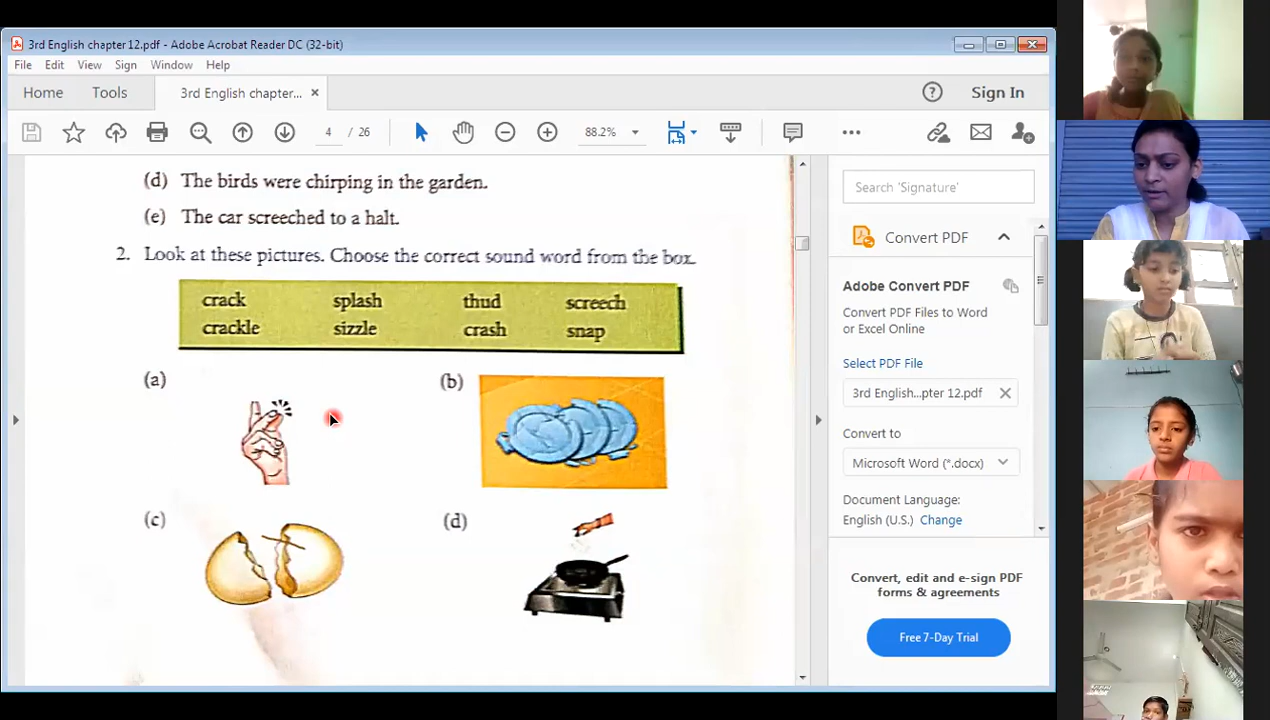 3rd English chapter 12.pdf - Adobe Acrobat Reader DC (32-bit)
File Edit View Sign Window Help
Home Tools 3rd English chapter... × Sign In
4 / 26 88.2%
(d) The birds were chirping in the garden.
(e) The car screeched to a halt.
2. Look at these pictures. Choose the correct sound word from the box.
crack splash thud screech
crackle sizzle crash snap
(a) (b)
(c) (d)
Search 'Signature'
Convert PDF
Adobe Convert PDF
Convert PDF Files to Word
or Excel Online
Select PDF File
3rd English...pter 12.pdf ×
Convert to
Microsoft Word (*.docx)
Document Language:
English (U.S.) Change
Convert, edit and e-sign PDF
forms & agreements
Free 7-Day Trial